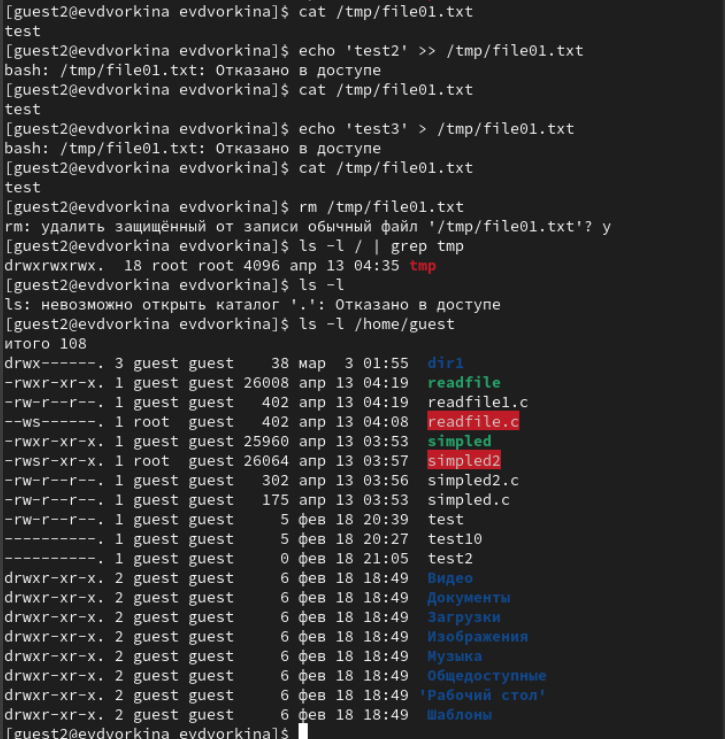 [guest2@evdvorkina evdvorkina]$ cat /tmp/file01.txt
test
[guest2@evdvorkina evdvorkina]$ echo 'test2' >> /tmp/file01.txt
bash: /tmp/file01.txt: Отказано в доступе
[guest2@evdvorkina evdvorkina]$ cat /tmp/file01.txt
test
[guest2@evdvorkina evdvorkina]$ echo 'test3' > /tmp/file01.txt
bash: /tmp/file01.txt: Отказано в доступе
[guest2@evdvorkina evdvorkina]$ cat /tmp/file01.txt
test
[guest2@evdvorkina evdvorkina]$ rm /tmp/file01.txt
rm: удалить защищённый от записи обычный файл '/tmp/file01.txt'? y
[guest2@evdvorkina evdvorkina]$ ls -l / | grep tmp
drwxrwxrwx.  18 root root 4096 апр 13 04:35 tmp
[guest2@evdvorkina evdvorkina]$ ls -l
ls: невозможно открыть каталог '.': Отказано в доступе
[guest2@evdvorkina evdvorkina]$ ls -l /home/guest
итого 108
drwx------. 3 guest guest    38 мар  3 01:55  dir1
-rwxr-xr-x. 1 guest guest 26008 апр 13 04:19  readfile
-rw-r--r--. 1 guest guest   402 апр 13 04:19  readfile1.c
--ws------. 1 root  guest   402 апр 13 04:08  readfile.c
-rwxr-xr-x. 1 guest guest 25960 апр 13 03:53  simpled
-rwsr-xr-x. 1 root  guest 26064 апр 13 03:57  simpled2
-rw-r--r--. 1 guest guest   302 апр 13 03:56  simpled2.c
-rw-r--r--. 1 guest guest   175 апр 13 03:53  simpled.c
-rw-r--r--. 1 guest guest     5 фев 18 20:39  test
----------. 1 guest guest     5 фев 18 20:27  test10
----------. 1 guest guest     0 фев 18 21:05  test2
drwxr-xr-x. 2 guest guest     6 фев 18 18:49  Видео
drwxr-xr-x. 2 guest guest     6 фев 18 18:49  Документы
drwxr-xr-x. 2 guest guest     6 фев 18 18:49  Загрузки
drwxr-xr-x. 2 guest guest     6 фев 18 18:49  Изображения
drwxr-xr-x. 2 guest guest     6 фев 18 18:49  Музыка
drwxr-xr-x. 2 guest guest     6 фев 18 18:49  Общедоступные
drwxr-xr-x. 2 guest guest     6 фев 18 18:49 'Рабочий стол'
drwxr-xr-x. 2 guest guest     6 фев 18 18:49  Шаблоны
[guest2@evdvorkina evdvorkina]$